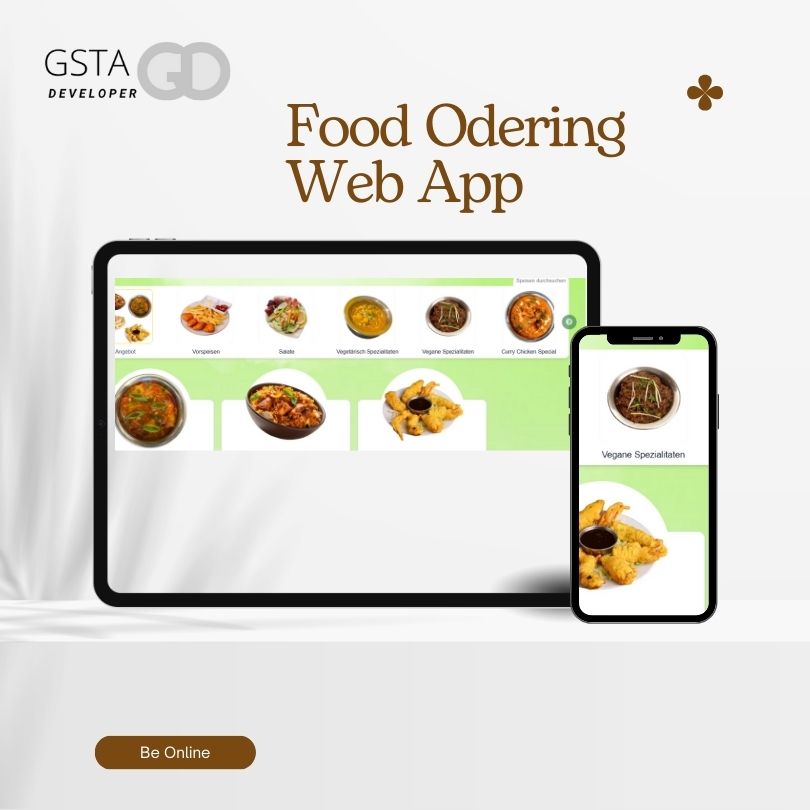 GSTA
GD
DEVELOPER
Food Odering
Web App
Speisen durchsuchen
Angebot
Vorspeisen
Salate
Vegetärisch Spezialitaten
Vegane Spezialitaten
Curry Chicken Special
Vegane Spezialitaten
Be Online